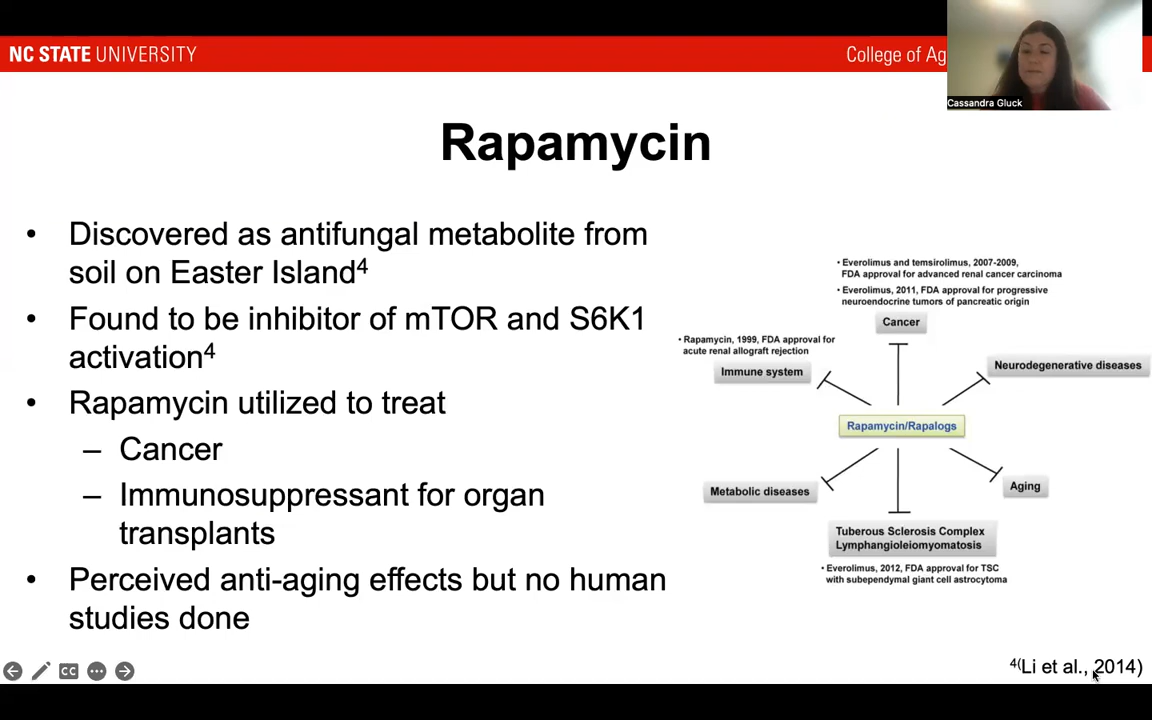 NC STATE UNIVERSITY
College of Ag
Cassandra Gluck
Rapamycin
• Discovered as antifungal metabolite from
soil on Easter Island⁴
• Found to be inhibitor of mTOR and S6K1
activation⁴
• Rapamycin utilized to treat
– Cancer
– Immunosuppressant for organ
transplants
• Perceived anti-aging effects but no human
studies done
• Everolimus and temsirolimus, 2007-2009,
FDA approval for advanced renal cancer carcinoma
• Everolimus, 2011, FDA approval for progressive
neuroendocrine tumors of pancreatic origin
Cancer
• Rapamycin, 1999, FDA approval for
acute renal allograft rejection
Immune system
Neurodegenerative diseases
Rapamycin/Rapalogs
Metabolic diseases
Aging
Tuberous Sclerosis Complex
Lymphangioleiomyomatosis
• Everolimus, 2012, FDA approval for TSC
with subependymal giant cell astrocytoma
CC
⁴(Li et al., 2014)